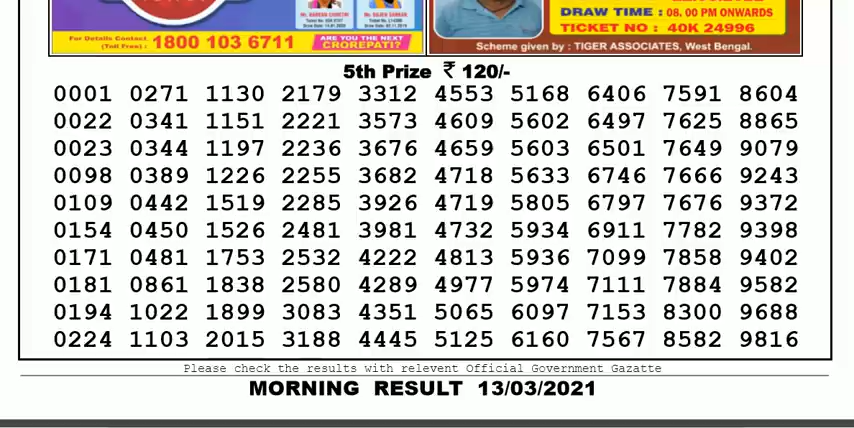 For Details Contact
(Toll Free) : 1800 103 6711
ARE YOU THE NEXT
CROREPATI?
DRAW TIME : 08. 00 PM ONWARDS
TICKET NO : 40K 24996
Scheme given by : TIGER ASSOCIATES, West Bengal.
5th Prize ₹ 120/-
0001 0271 1130 2179 3312 4553 5168 6406 7591 8604
0022 0341 1151 2221 3573 4609 5602 6497 7625 8865
0023 0344 1197 2236 3676 4659 5603 6501 7649 9079
0098 0389 1226 2255 3682 4718 5633 6746 7666 9243
0109 0442 1519 2285 3926 4719 5805 6797 7676 9372
0154 0450 1526 2481 3981 4732 5934 6911 7782 9398
0171 0481 1753 2532 4222 4813 5936 7099 7858 9402
0181 0861 1838 2580 4289 4977 5974 7111 7884 9582
0194 1022 1899 3083 4351 5065 6097 7153 8300 9688
0224 1103 2015 3188 4445 5125 6160 7567 8582 9816
Please check the results with relevent Official Government Gazatte
MORNING RESULT 13/03/2021